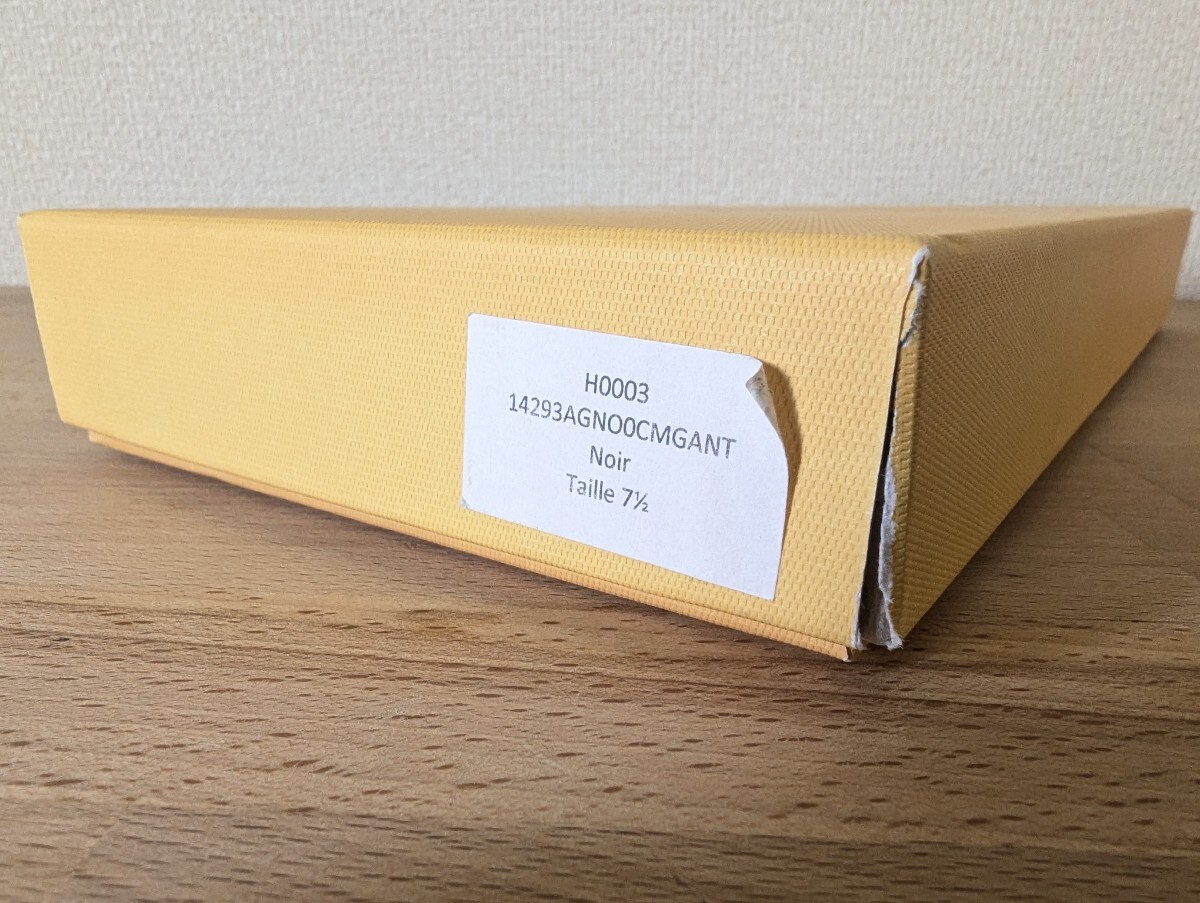 H0003
14293AGNO0CMGANT
Noir
Taille 7½